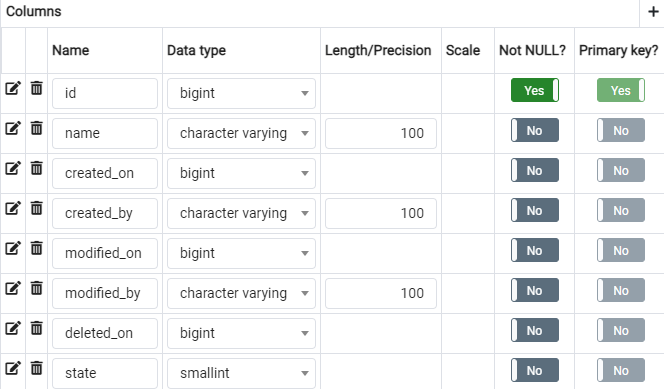 Columns +
Name Data type Length/Precision Scale Not NULL? Primary key?
id bigint Yes Yes
name character varying 100 No No
created_on bigint No No
created_by character varying 100 No No
modified_on bigint No No
modified_by character varying 100 No No
deleted_on bigint No No
state smallint No No